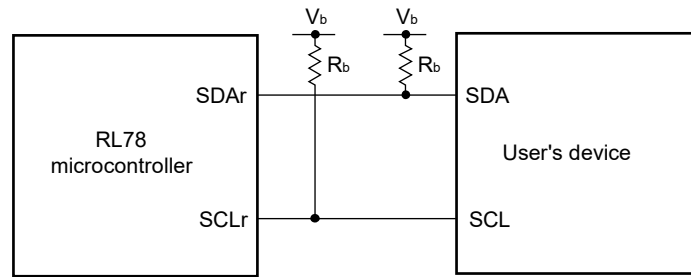 Vb
Vb
Rb
Rb
SDAr
SDA
RL78
microcontroller
User's device
SCLr
SCL